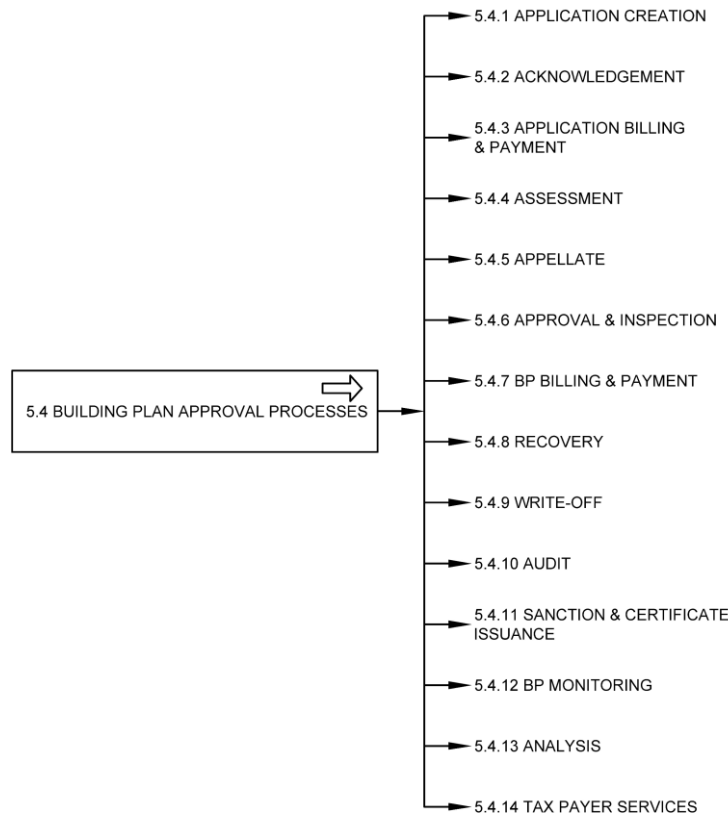 5.4.1 APPLICATION CREATION
5.4.2 ACKNOWLEDGEMENT
5.4.3 APPLICATION BILLING
& PAYMENT
5.4.4 ASSESSMENT
5.4.5 APPELLATE
5.4.6 APPROVAL & INSPECTION
5.4.7 BP BILLING & PAYMENT
5.4 BUILDING PLAN APPROVAL PROCESSES
5.4.8 RECOVERY
5.4.9 WRITE-OFF
5.4.10 AUDIT
5.4.11 SANCTION & CERTIFICATE
ISSUANCE
5.4.12 BP MONITORING
5.4.13 ANALYSIS
5.4.14 TAX PAYER SERVICES